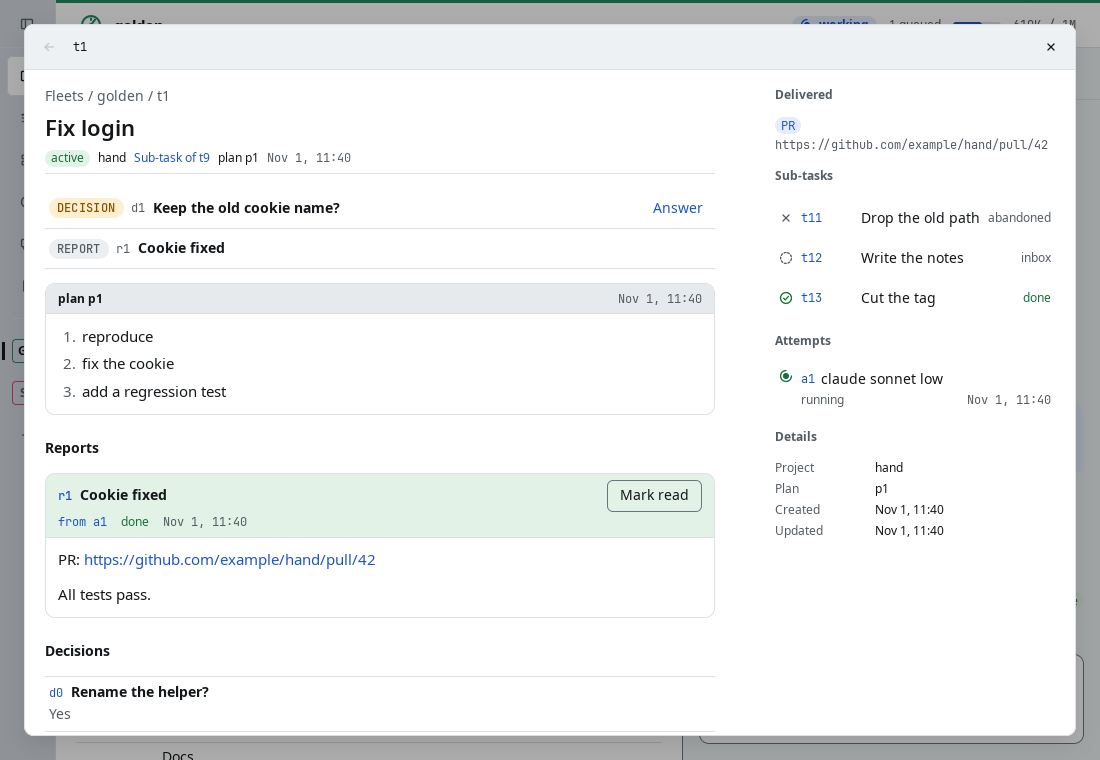 t1
Fleets / golden / t1
Fix login
active hand Sub-task of t9 plan p1 Nov 1, 11:40
DECISION d1 Keep the old cookie name? Answer
REPORT r1 Cookie fixed
plan p1 Nov 1, 11:40
1. reproduce
2. fix the cookie
3. add a regression test
Reports
r1 Cookie fixed Mark read
from a1 done Nov 1, 11:40
PR: https://github.com/example/hand/pull/42
All tests pass.
Decisions
d0 Rename the helper?
Yes
Delivered
PR
https://github.com/example/hand/pull/42
Sub-tasks
t11 Drop the old path abandoned
t12 Write the notes inbox
t13 Cut the tag done
Attempts
a1 claude sonnet low
running Nov 1, 11:40
Details
Project hand
Plan p1
Created Nov 1, 11:40
Updated Nov 1, 11:40
Docs